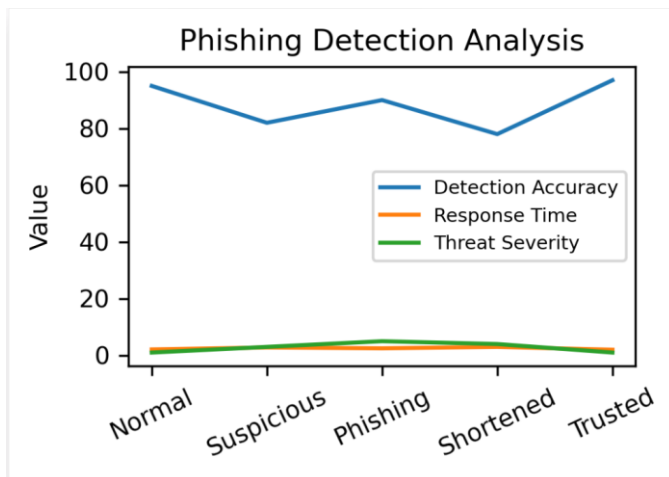 Phishing Detection Analysis
100
80
60
40
20
0
Value
Detection Accuracy
Response Time
Threat Severity
Normal
Suspicious
Phishing
Shortened
Trusted